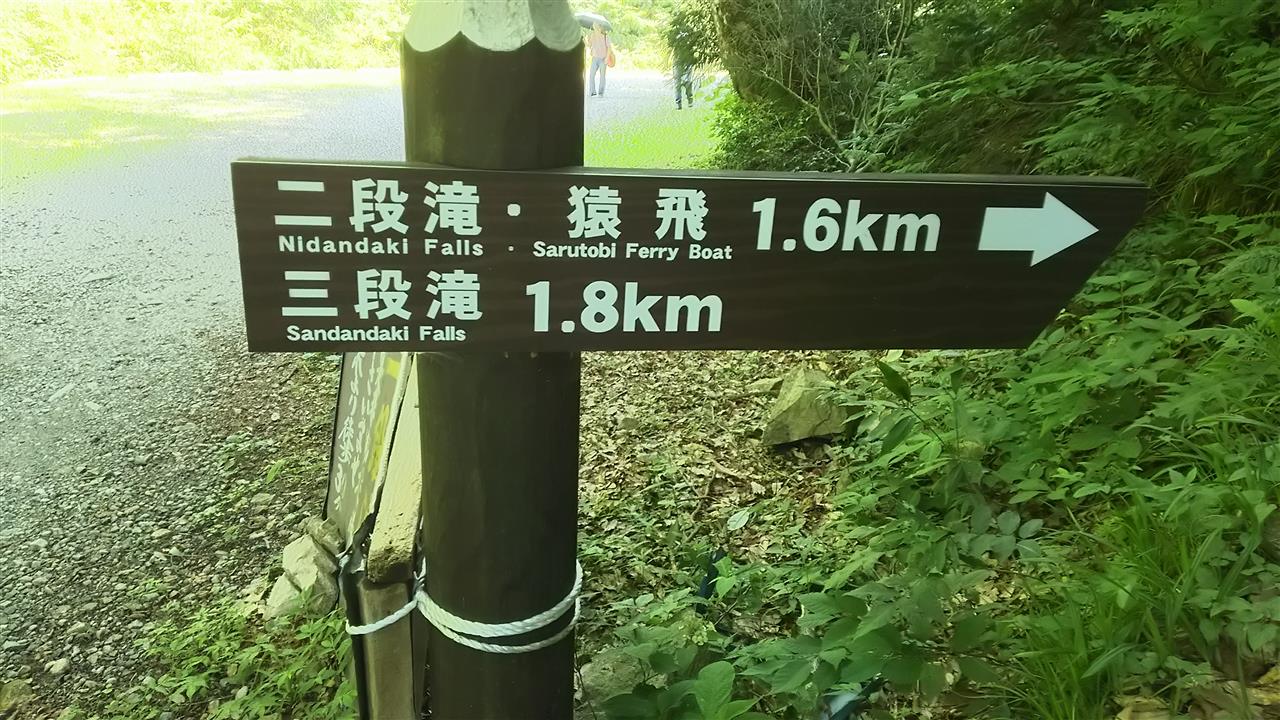 二段滝・猿飛 1.6km
Nidandaki Falls · Sarutobi Ferry Boat
三段滝 1.8km
Sandandaki Falls